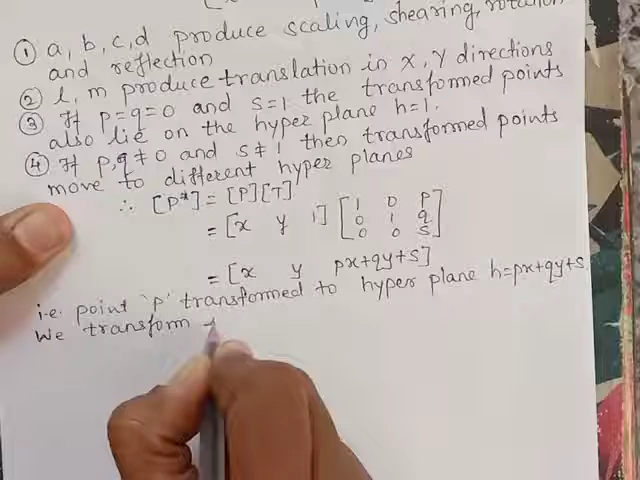 ① a, b, c, d produce scaling, shearing, rotation
and reflection
② l, m produce translation in x, y directions
③ If p=q=0 and s=1 the transformed points
also lie on the hyper plane h=1.
④ If p,q ≠ 0 and s ≠ 1 then transformed points
move to different hyper planes
∴ [P*] = [P][T]
= [x y 1] [1 0 p
0 1 q
0 0 s]
= [x y px+qy+s]
i.e. point 'p' transformed to hyper plane h=px+qy+s
We transform